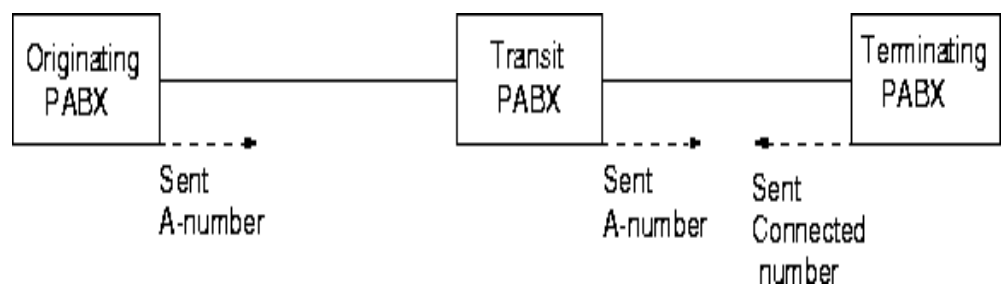 Originating
PABX
Transit
PABX
Terminating
PABX
Sent
A-number
Sent
A-number
Sent
Connected
number